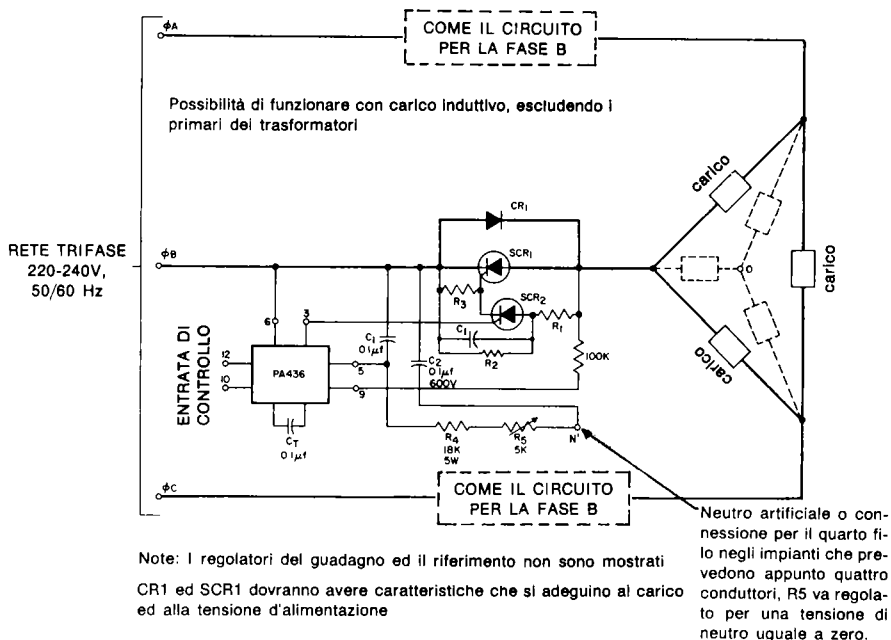 ϕA
COME IL CIRCUITO
PER LA FASE B
Possibilità di funzionare con carico induttivo, escludendo i
primari dei trasformatori
carico
CR1
RETE TRIFASE
220-240V,
50/60 Hz
ϕB
SCR1
O
carico
R3
SCR2
ENTRATA DI
CONTROLLO
6
3
C1
0.1µf
C1
R1
R2
100K
carico
12
10
PA436
5
9
C2
0.1µf
600V
CT
0.1µf
R4
18K
5W
R5
5K
N'
ϕC
COME IL CIRCUITO
PER LA FASE B
Neutro artificiale o con-
nessione per il quarto fi-
lo negli impianti che pre-
vedono appunto quattro
conduttori, R5 va regola-
to per una tensione di
neutro uguale a zero.
Note: I regolatori del guadagno ed il riferimento non sono mostrati
CR1 ed SCR1 dovranno avere caratteristiche che si adeguino al carico
ed alla tensione d'alimentazione